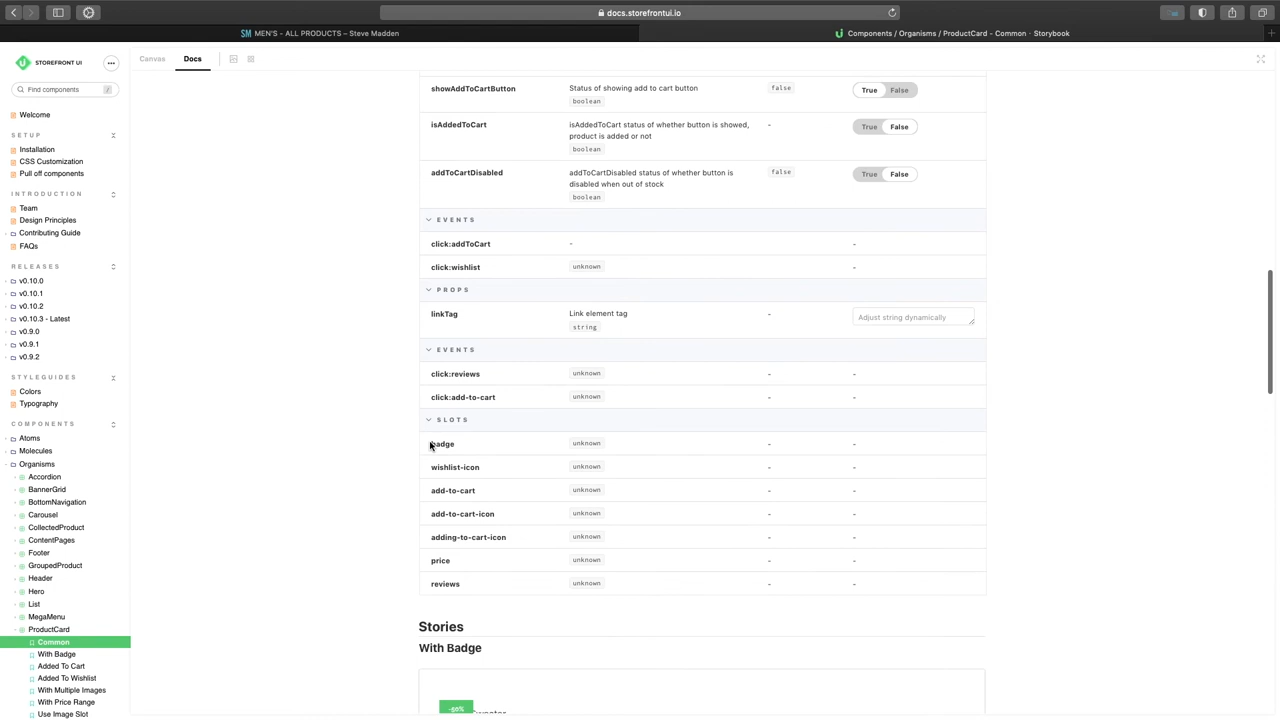 docs.storefrontui.io
SM MEN'S - ALL PRODUCTS – Steve Madden
Components / Organisms / ProductCard - Common · Storybook
STOREFRONT UI
Canvas
Docs
Find components
/
Welcome
SETUP
Installation
CSS Customization
Pull off components
INTRODUCTION
Team
Design Principles
Contributing Guide
FAQs
RELEASES
v0.10.0
v0.10.1
v0.10.2
v0.10.3 - Latest
v0.9.0
v0.9.1
v0.9.2
STYLEGUIDES
Colors
Typography
COMPONENTS
Atoms
Molecules
Organisms
Accordion
BannerGrid
BottomNavigation
Carousel
CollectedProduct
ContentPages
Footer
GroupedProduct
Header
Hero
List
MegaMenu
ProductCard
Common
With Badge
Added To Cart
Added To Wishlist
With Multiple Images
With Price Range
Use Image Slot
showAddToCartButton
Status of showing add to cart button
boolean
false
True False
isAddedToCart
isAddedToCart status of whether button is showed,
product is added or not
boolean
-
True False
addToCartDisabled
addToCartDisabled status of whether button is
disabled when out of stock
boolean
false
True False
EVENTS
click:addToCart - -
click:wishlist unknown -
PROPS
linkTag
Link element tag
string
-
Adjust string dynamically
EVENTS
click:reviews unknown - -
click:add-to-cart unknown - -
SLOTS
badge unknown - -
wishlist-icon unknown - -
add-to-cart unknown - -
add-to-cart-icon unknown - -
adding-to-cart-icon unknown - -
price unknown - -
reviews unknown - -
Stories
With Badge
-50%